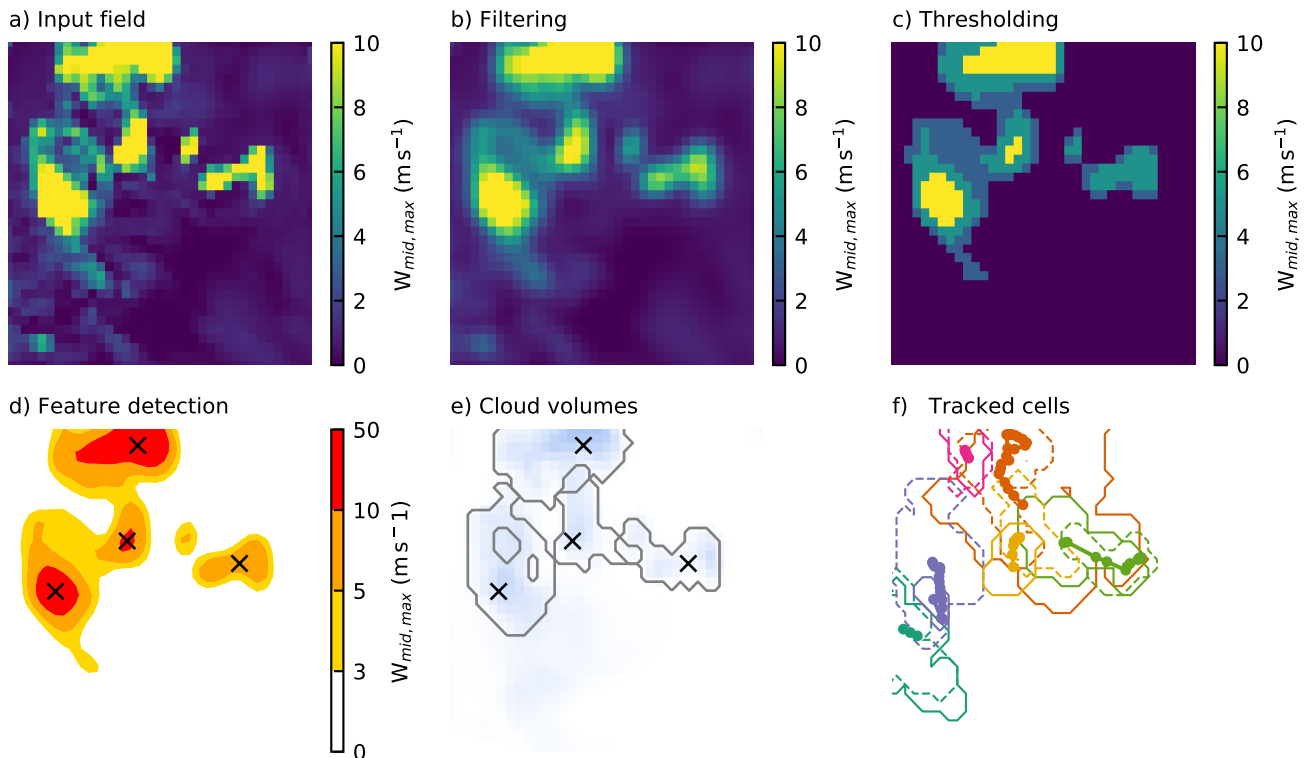 a) Input field
10
8
6
4
2
0
W_mid,max (m s⁻¹)
b) Filtering
10
8
6
4
2
0
W_mid,max (m s⁻¹)
c) Thresholding
10
8
6
4
2
0
W_mid,max (m s⁻¹)
d) Feature detection
50
10
5
3
0
W_mid,max (m s−1)
e) Cloud volumes
f) Tracked cells